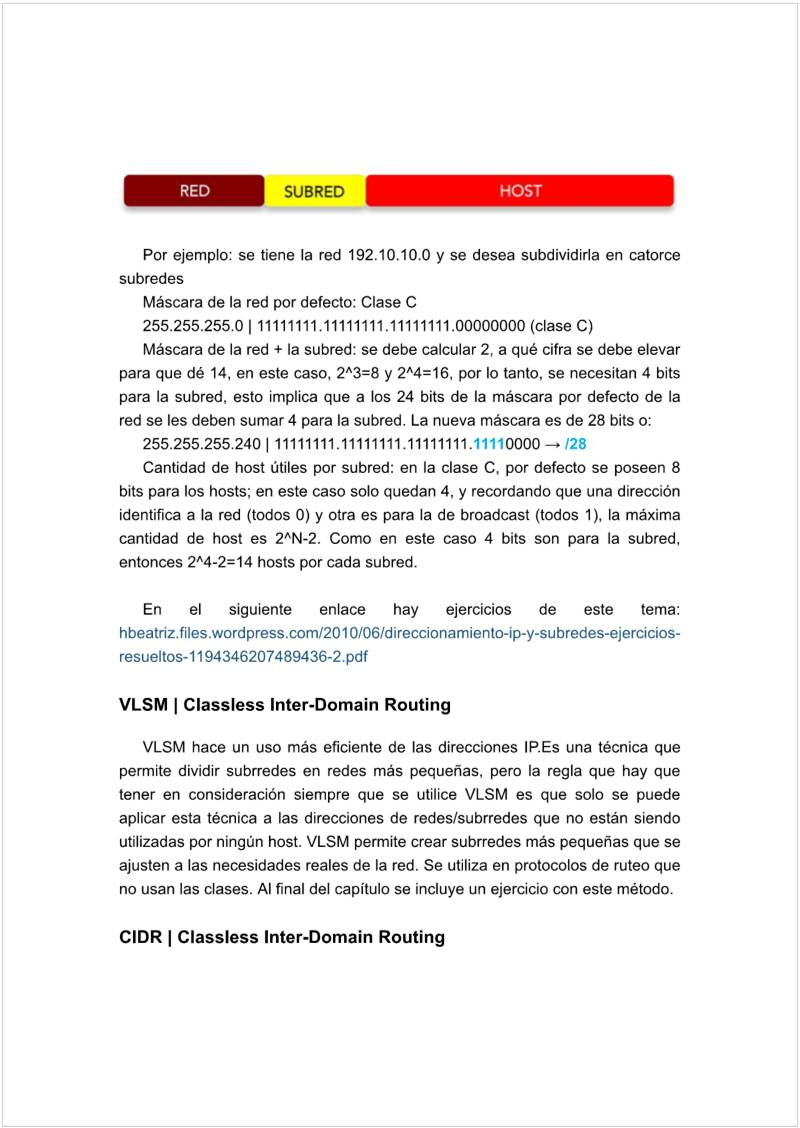 RED SUBRED HOST
Por ejemplo: se tiene la red 192.10.10.0 y se desea subdividirla en catorce
subredes
Máscara de la red por defecto: Clase C
255.255.255.0 | 11111111.11111111.11111111.00000000 (clase C)
Máscara de la red + la subred: se debe calcular 2, a qué cifra se debe elevar
para que dé 14, en este caso, 2^3=8 y 2^4=16, por lo tanto, se necesitan 4 bits
para la subred, esto implica que a los 24 bits de la máscara por defecto de la
red se les deben sumar 4 para la subred. La nueva máscara es de 28 bits o:
255.255.255.240 | 11111111.11111111.11111111.11110000 → /28
Cantidad de host útiles por subred: en la clase C, por defecto se poseen 8
bits para los hosts; en este caso solo quedan 4, y recordando que una dirección
identifica a la red (todos 0) y otra es para la de broadcast (todos 1), la máxima
cantidad de host es 2^N-2. Como en este caso 4 bits son para la subred,
entonces 2^4-2=14 hosts por cada subred.
En el siguiente enlace hay ejercicios de este tema:
hbeatriz.files.wordpress.com/2010/06/direccionamiento-ip-y-subredes-ejercicios-
resueltos-1194346207489436-2.pdf
VLSM | Classless Inter-Domain Routing
VLSM hace un uso más eficiente de las direcciones IP.Es una técnica que
permite dividir subrredes en redes más pequeñas, pero la regla que hay que
tener en consideración siempre que se utilice VLSM es que solo se puede
aplicar esta técnica a las direcciones de redes/subrredes que no están siendo
utilizadas por ningún host. VLSM permite crear subrredes más pequeñas que se
ajusten a las necesidades reales de la red. Se utiliza en protocolos de ruteo que
no usan las clases. Al final del capítulo se incluye un ejercicio con este método.
CIDR | Classless Inter-Domain Routing